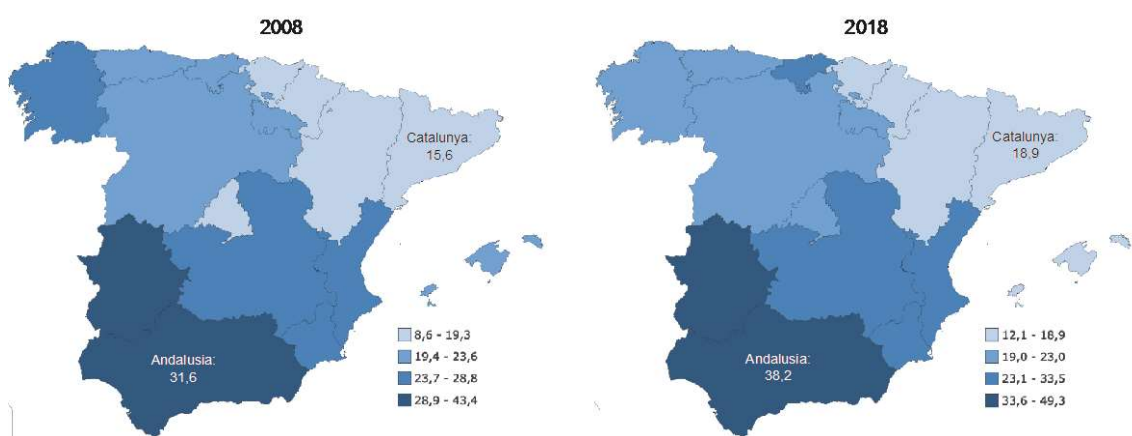 2008
Catalunya:
15,6
Andalusia:
31,6
8,6 - 19,3
19,4 - 23,6
23,7 - 28,8
28,9 - 43,4
2018
Catalunya:
18,9
Andalusia:
38,2
12,1 - 18,9
19,0 - 23,0
23,1 - 33,5
33,6 - 49,3